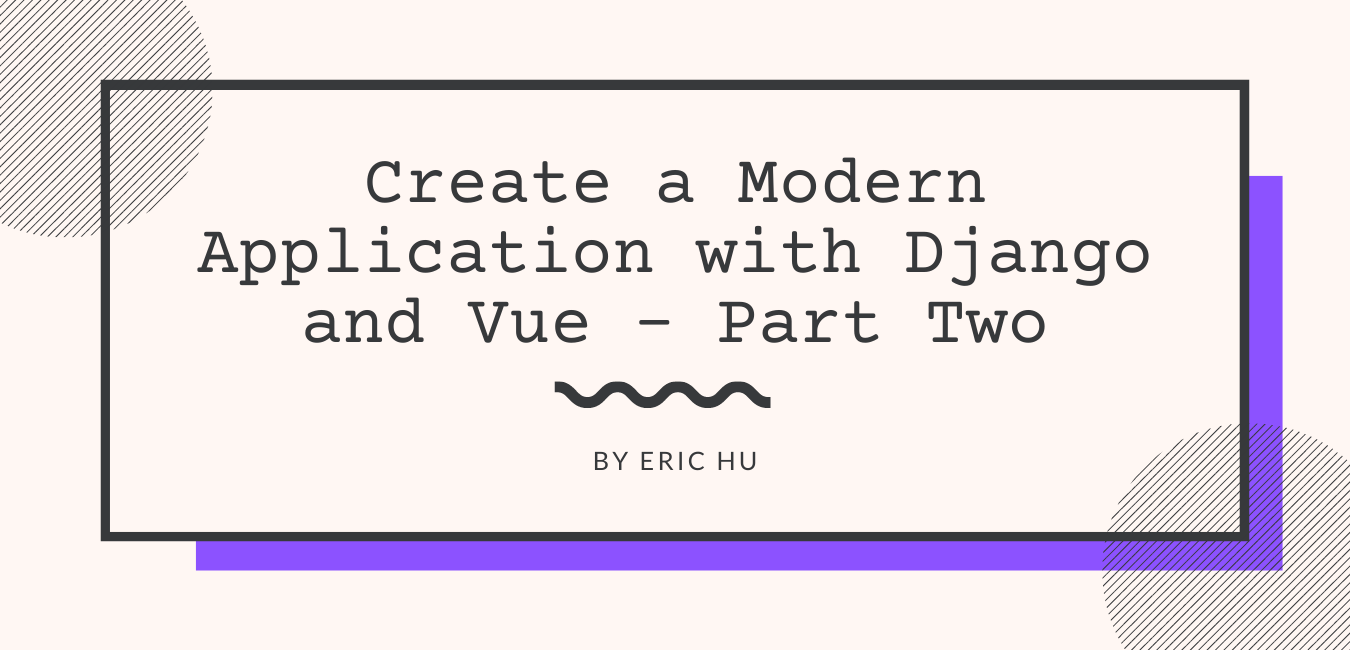 Create a Modern
Application with Django
and Vue - Part Two
BY ERIC HU